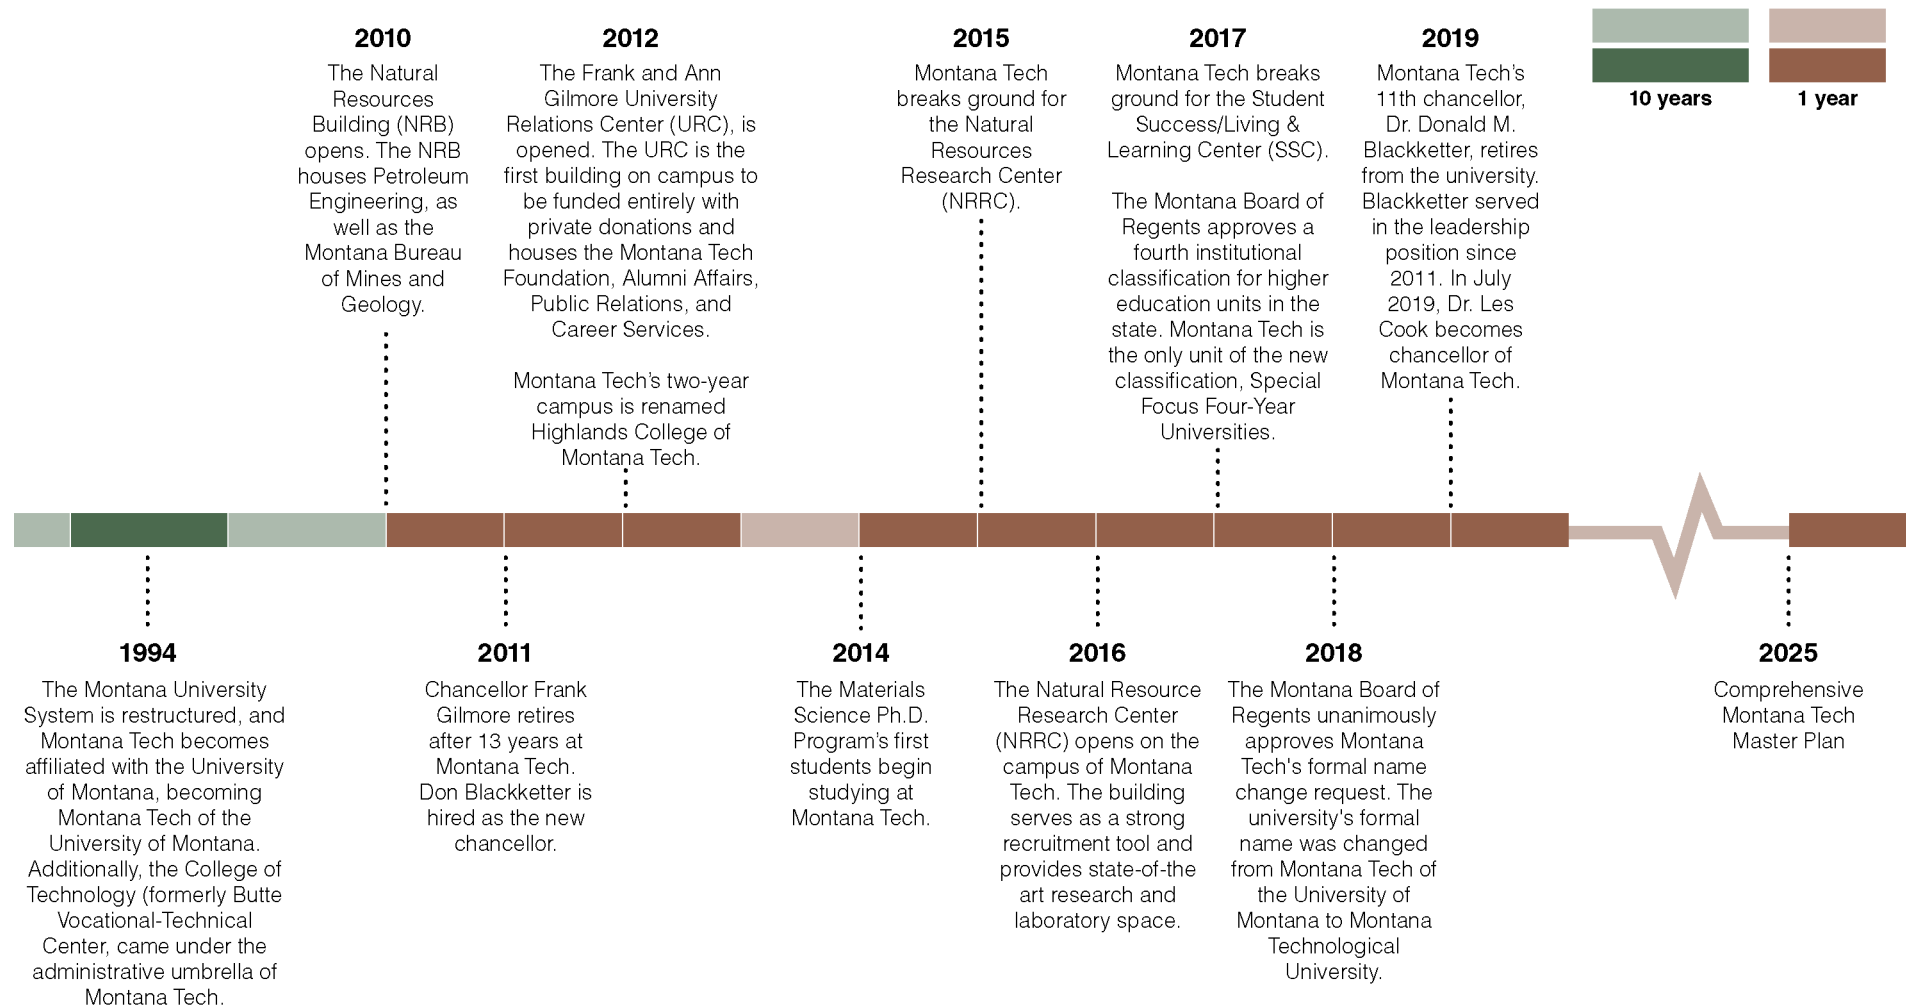 2010
The Natural
Resources
Building (NRB)
opens. The NRB
houses Petroleum
Engineering, as
well as the
Montana Bureau
of Mines and
Geology.
2012
The Frank and Ann
Gilmore University
Relations Center (URC), is
opened. The URC is the
first building on campus to
be funded entirely with
private donations and
houses the Montana Tech
Foundation, Alumni Affairs,
Public Relations, and
Career Services.
Montana Tech’s two-year
campus is renamed
Highlands College of
Montana Tech.
2015
Montana Tech
breaks ground for
the Natural
Resources
Research Center
(NRRC).
2017
Montana Tech breaks
ground for the Student
Success/Living &
Learning Center (SSC).
The Montana Board of
Regents approves a
fourth institutional
classification for higher
education units in the
state. Montana Tech is
the only unit of the new
classification, Special
Focus Four-Year
Universities.
2019
Montana Tech’s
11th chancellor,
Dr. Donald M.
Blackketter, retires
from the university.
Blackketter served
in the leadership
position since
2011. In July
2019, Dr. Les
Cook becomes
chancellor of
Montana Tech.
10 years
1 year
1994
The Montana University
System is restructured, and
Montana Tech becomes
affiliated with the University
of Montana, becoming
Montana Tech of the
University of Montana.
Additionally, the College of
Technology (formerly Butte
Vocational-Technical
Center, came under the
administrative umbrella of
Montana Tech.
2011
Chancellor Frank
Gilmore retires
after 13 years at
Montana Tech.
Don Blackketter is
hired as the new
chancellor.
2014
The Materials
Science Ph.D.
Program’s first
students begin
studying at
Montana Tech.
2016
The Natural Resource
Research Center
(NRRC) opens on the
campus of Montana
Tech. The building
serves as a strong
recruitment tool and
provides state-of-the
art research and
laboratory space.
2018
The Montana Board of
Regents unanimously
approves Montana
Tech's formal name
change request. The
university's formal
name was changed
from Montana Tech of
the University of
Montana to Montana
Technological
University.
2025
Comprehensive
Montana Tech
Master Plan